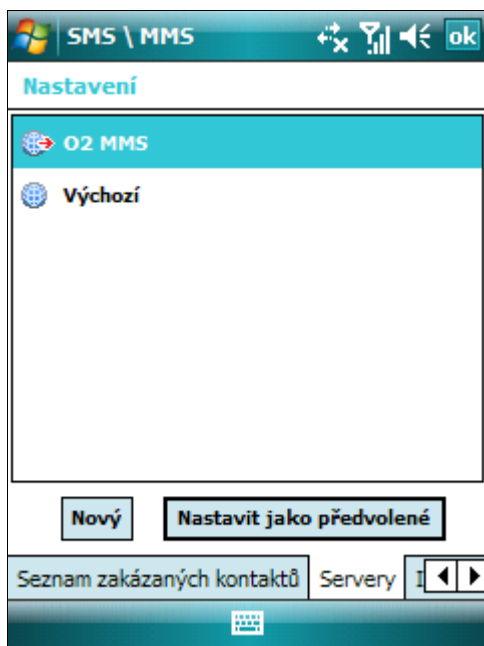 SMS \ MMS ok
Nastavení
O2 MMS
Výchozí
Nový Nastavit jako předvolené
Seznam zakázaných kontaktů Servery